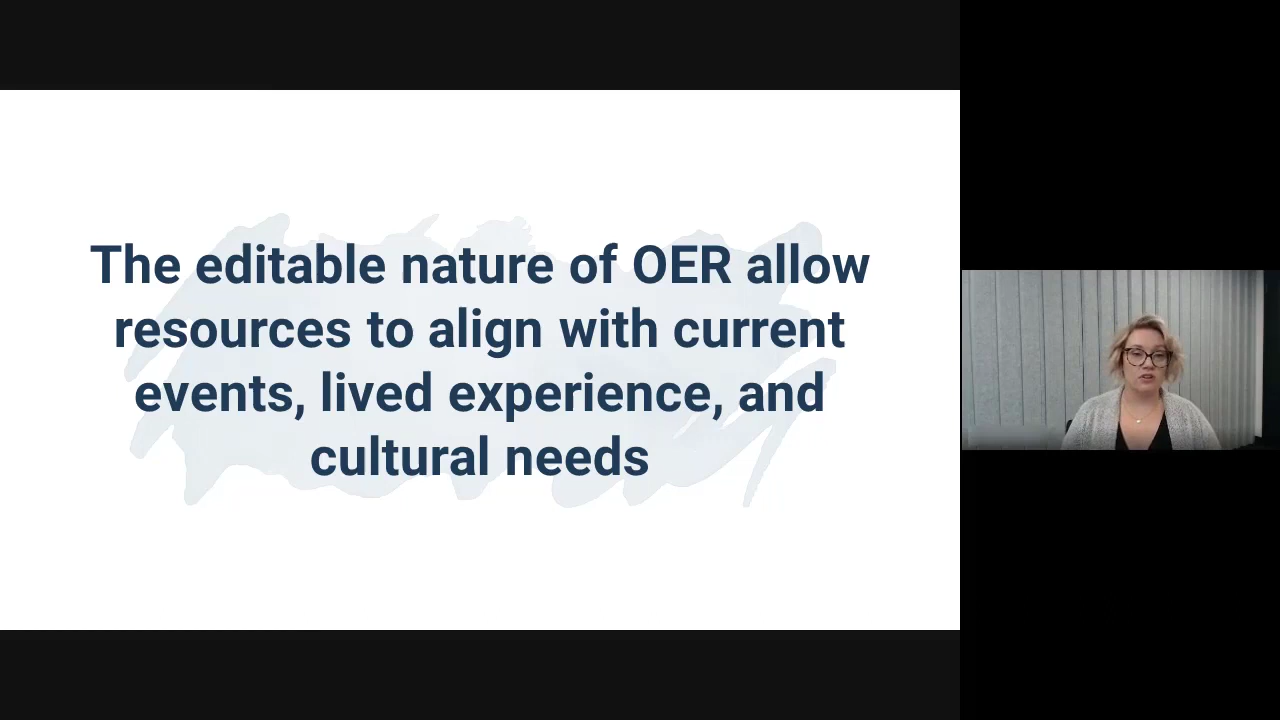 The editable nature of OER allow
resources to align with current
events, lived experience, and
cultural needs